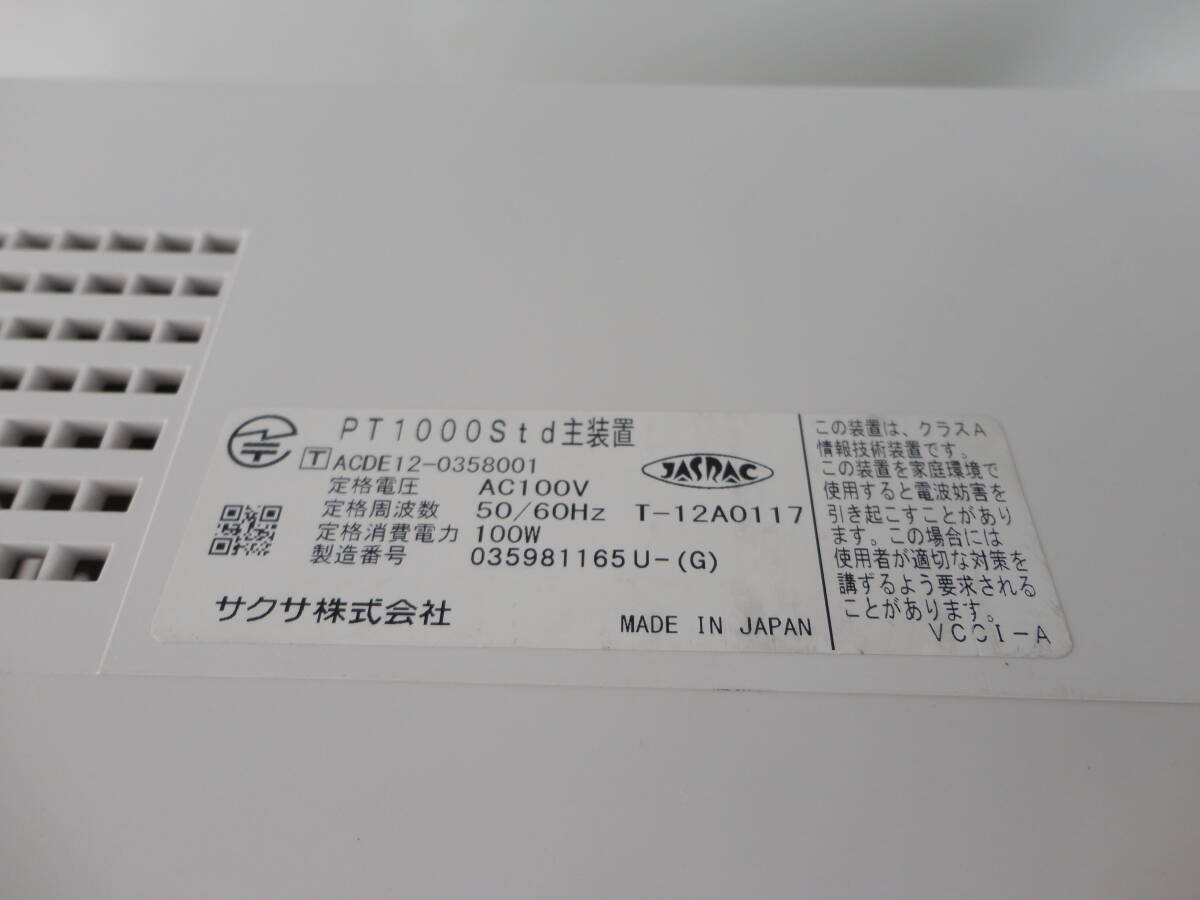 PT1000Std主装置
T ACDE12-0358001
JASRAC
定格電圧 AC100V
定格周波数 50/60Hz T-12A0117
定格消費電力 100W
製造番号 035981165U-(G)
サクサ株式会社
MADE IN JAPAN
この装置は、クラスA
情報技術装置です。
この装置を家庭環境で
使用すると電波妨害を
引き起こすことがあり
ます。この場合には
使用者が適切な対策を
講ずるよう要求される
ことがあります。
VCCI-A